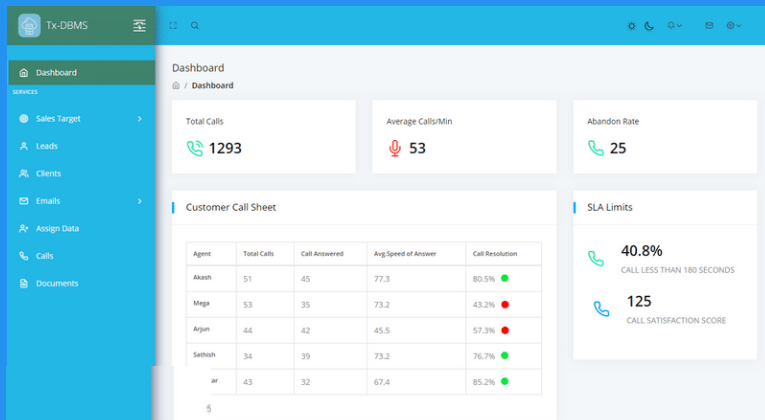 Tx-DBMS
Dashboard
SERVICES
Sales Target
Leads
Clients
Emails
Assign Data
Calls
Documents
Dashboard
/ Dashboard
Total Calls
1293
Average Calls/Min
53
Abandon Rate
25
Customer Call Sheet
Agent Total Calls Call Answered Avg.Speed of Answer Call Resolution
Akash 51 45 77.3 80.5%
Mega 53 35 73.2 43.2%
Arjun 44 42 45.5 57.3%
Sathish 34 39 73.2 76.7%
ar 43 32 67.4 85.2%
SLA Limits
40.8%
CALL LESS THAN 180 SECONDS
125
CALL SATISFACTION SCORE